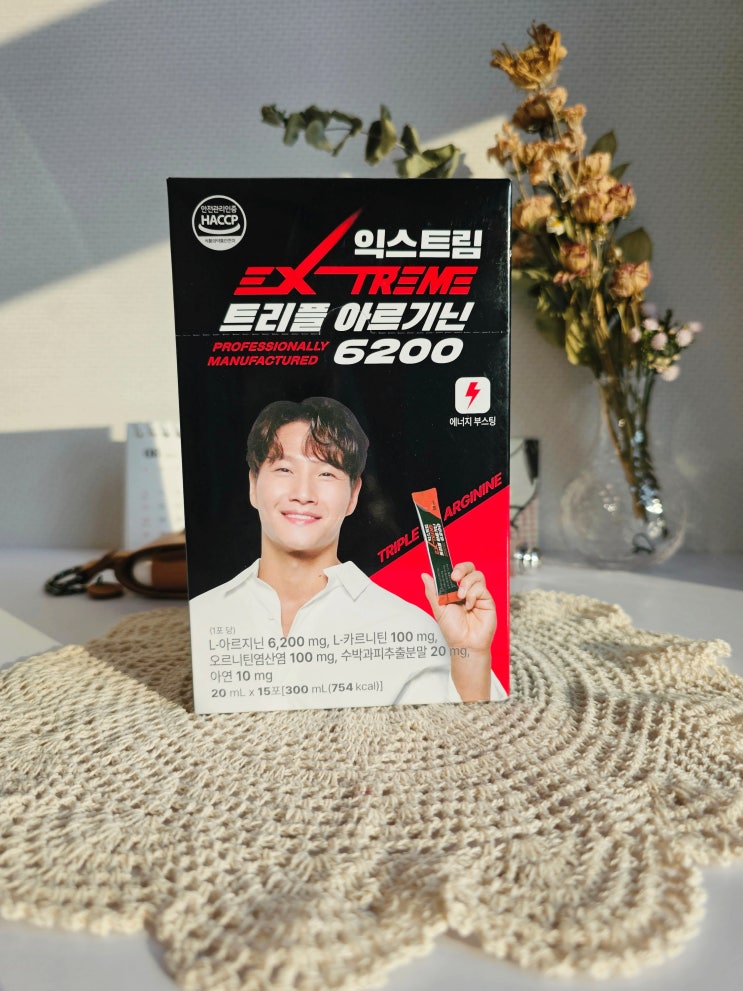 안전관리인증
HACCP
식품의약품안전처
익스트림
EXTREME
트리플 아르기닌
PROFESSIONALLY
MANUFACTURED
6200
에너지 부스팅
TRIPLE ARGININE
(1포 당)
L-아르지닌 6,200 mg, L-카르니틴 100 mg,
오르니틴염산염 100 mg, 수박과피추출분말 20 mg,
아연 10 mg
20 mL x 15포[300 mL(754 kcal)]